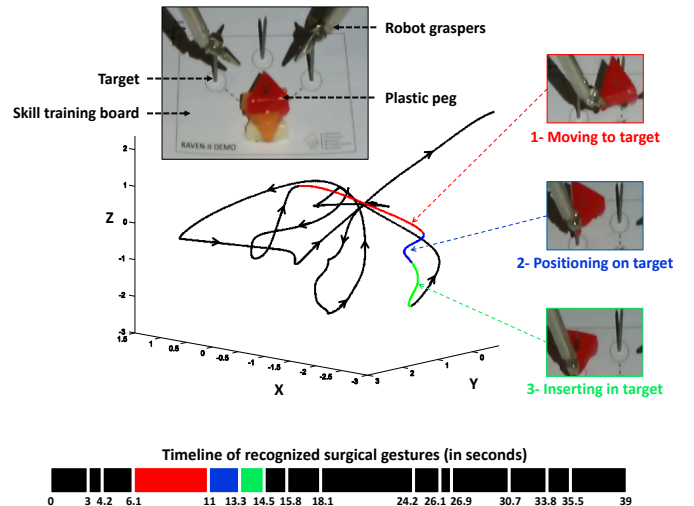 Robot graspers
Target
Plastic peg
Skill training board
RAVEN-II DEMO
1- Moving to target
2- Positioning on target
3- Inserting in target
Z
2
1
0
-1
-2
-3
1.5
1
0.5
0
-0.5
-1
-1.5
-2
-2.5
-3
X
3
2
1
0
Y
Timeline of recognized surgical gestures (in seconds)
0 3 4.2 6.1 11 13.3 14.5 15.8 18.1 24.2 26.1 26.9 30.7 33.8 35.5 39